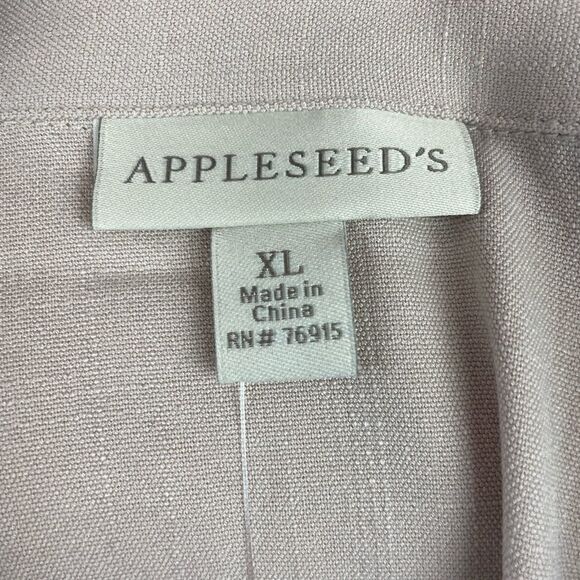 APPLESEED'S
XL
Made in
China
RN# 76915